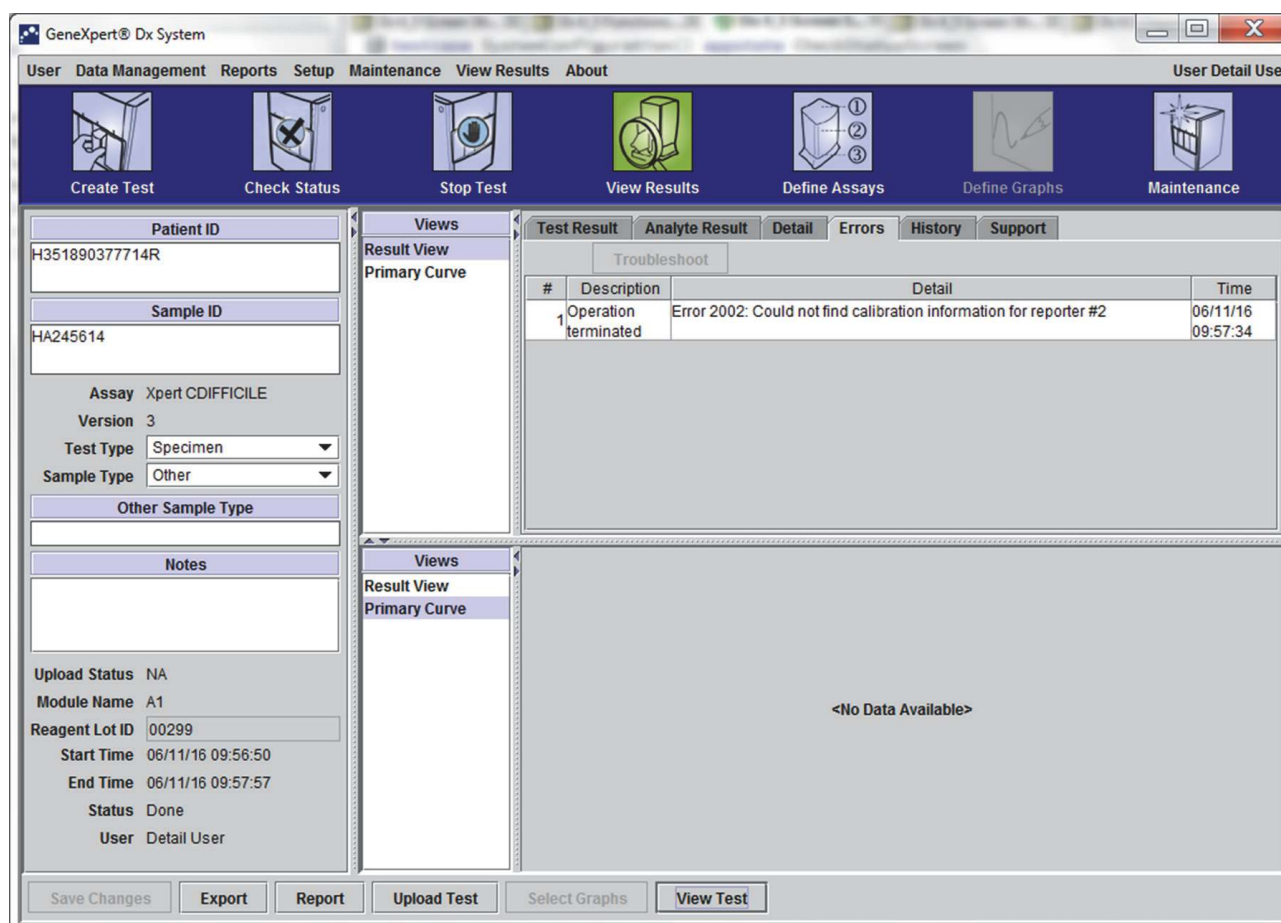 GeneXpert® Dx System
User Data Management Reports Setup Maintenance View Results About User Detail Use
Create Test Check Status Stop Test View Results Define Assays Define Graphs Maintenance
①
②
③
Patient ID
H351890377714R
Sample ID
HA245614
Assay Xpert CDIFFICILE
Version 3
Test Type Specimen
Sample Type Other
Other Sample Type
Notes
Upload Status NA
Module Name A1
Reagent Lot ID 00299
Start Time 06/11/16 09:56:50
End Time 06/11/16 09:57:57
Status Done
User Detail User
Views
Result View
Primary Curve
Test Result Analyte Result Detail Errors History Support
Troubleshoot
# Description Detail Time
1 Operation Error 2002: Could not find calibration information for reporter #2 06/11/16
terminated 09:57:34
Views
Result View
Primary Curve
<No Data Available>
Save Changes Export Report Upload Test Select Graphs View Test